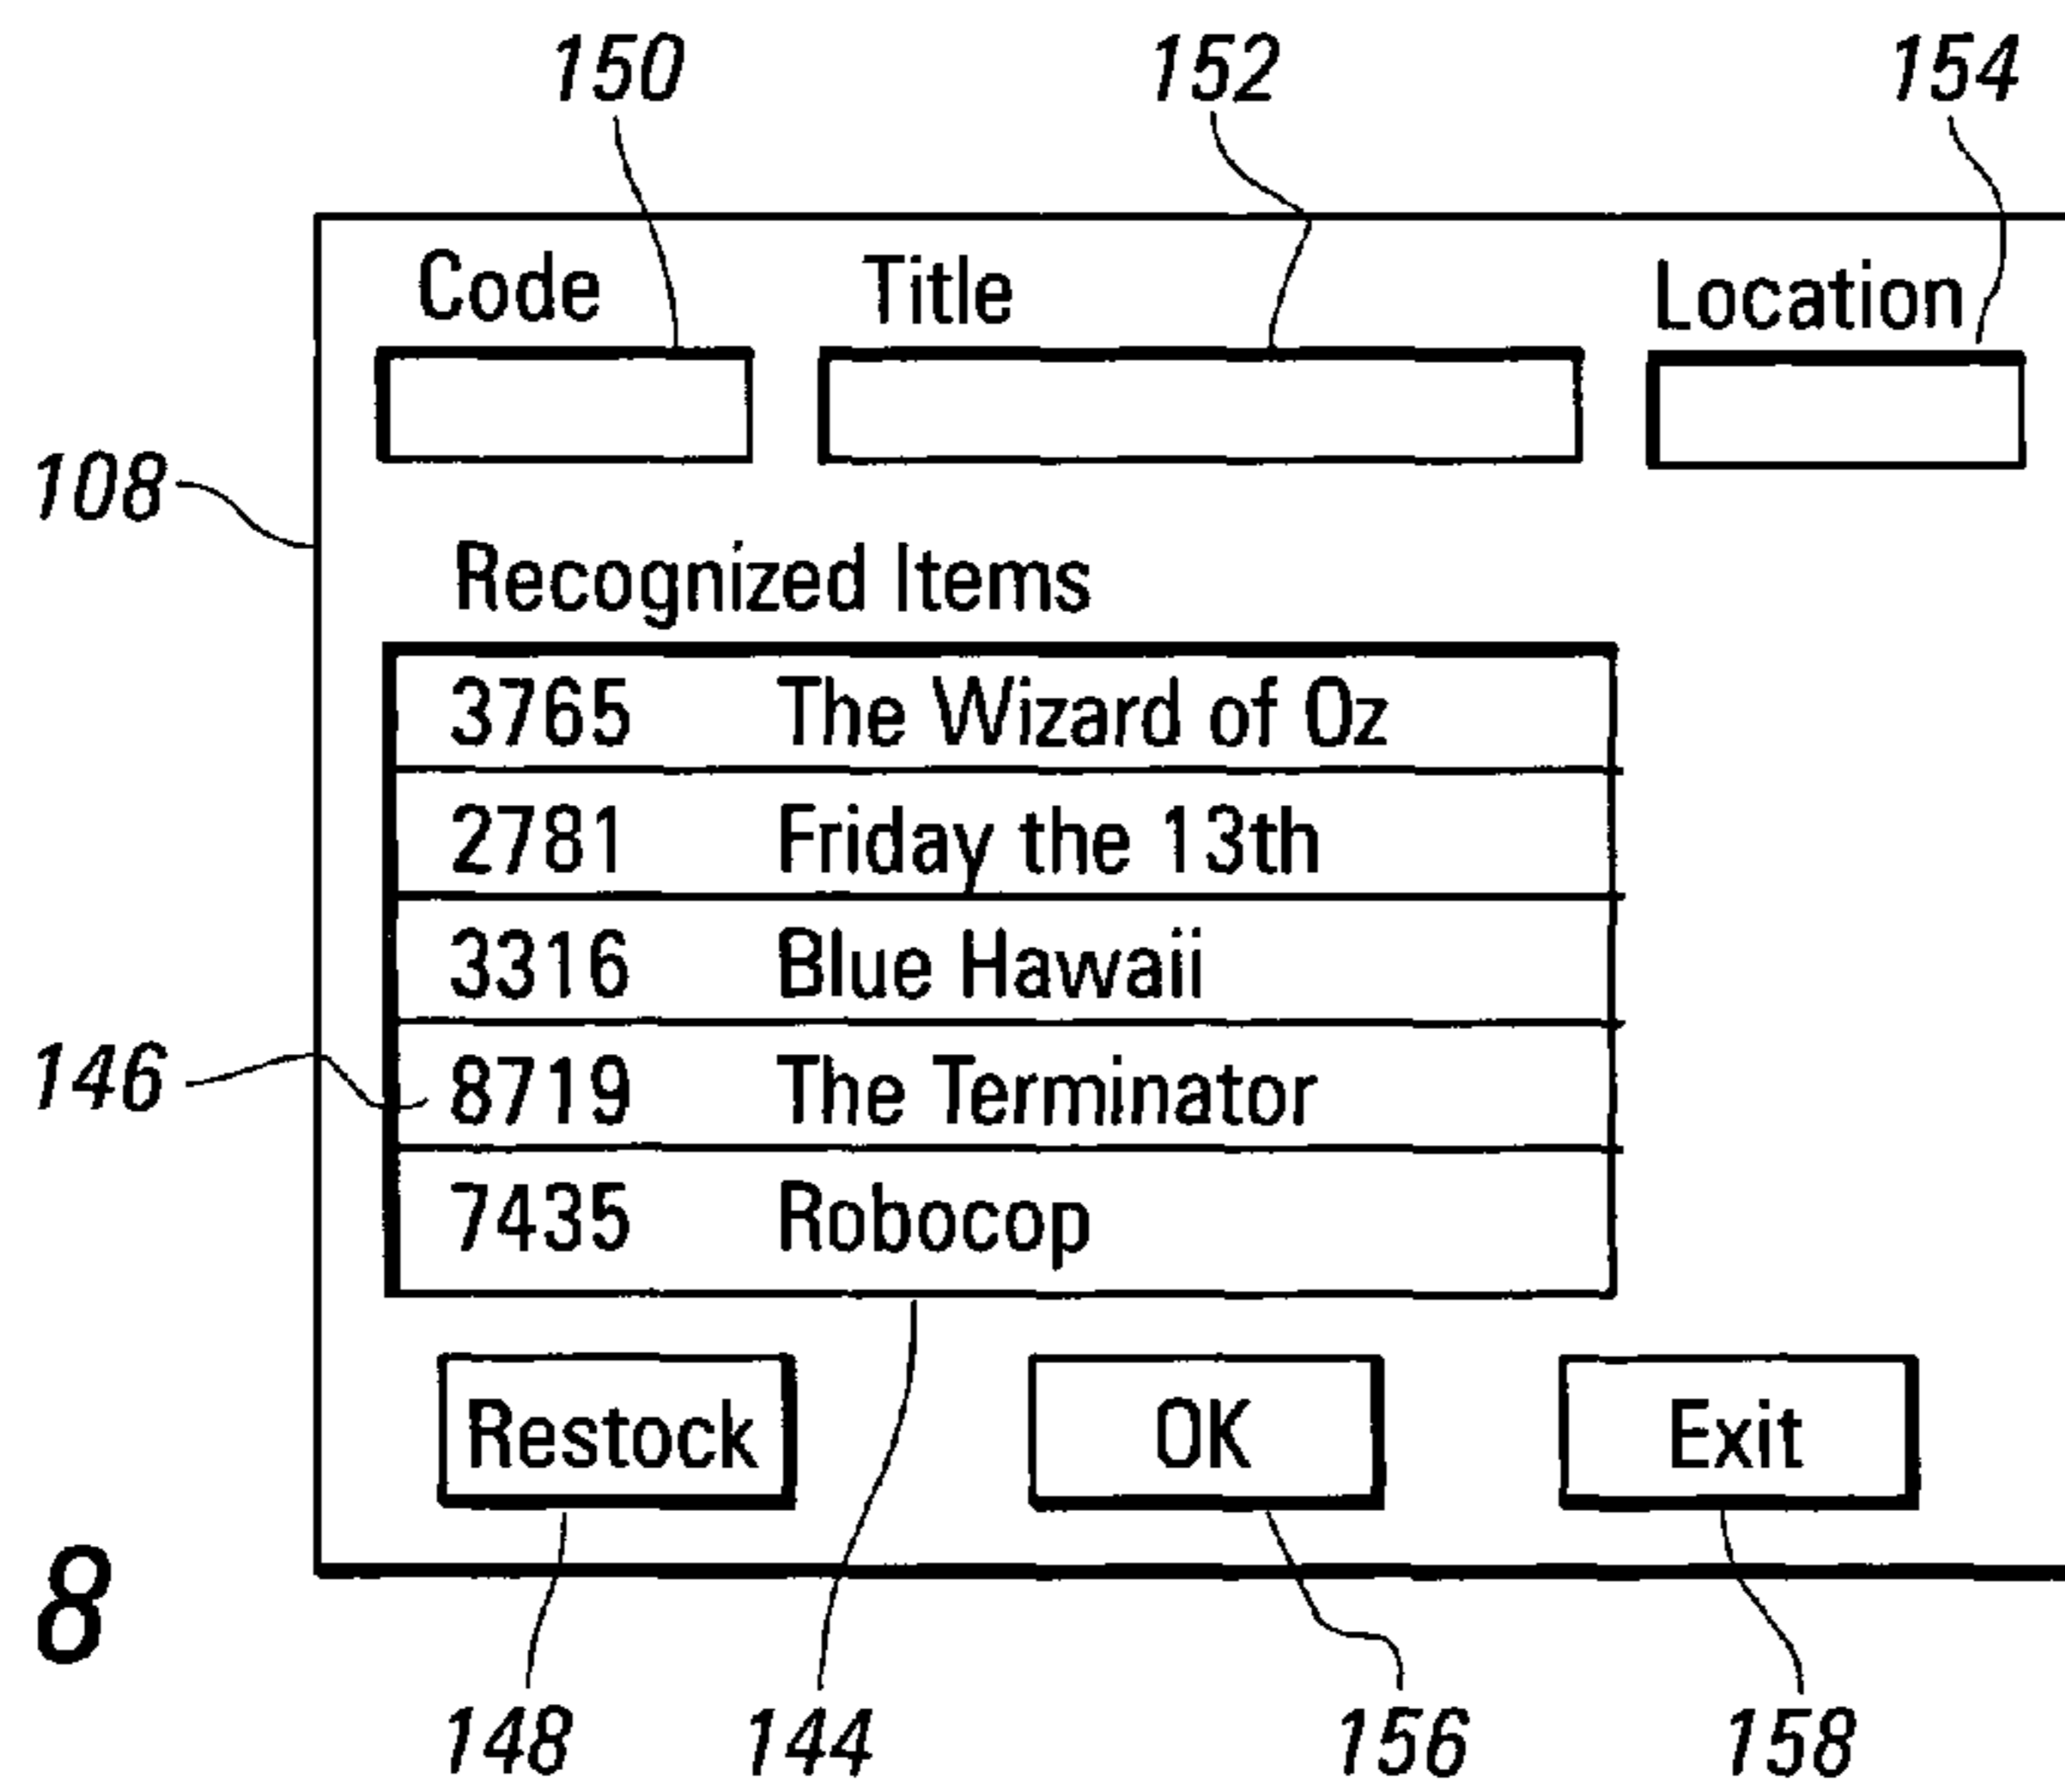 150 152 154
Code Title Location
108
Recognized Items
3765 The Wizard of Oz
2781 Friday the 13th
3316 Blue Hawaii
146 8719 The Terminator
7435 Robocop
Restock OK Exit
8
148 144 156 158